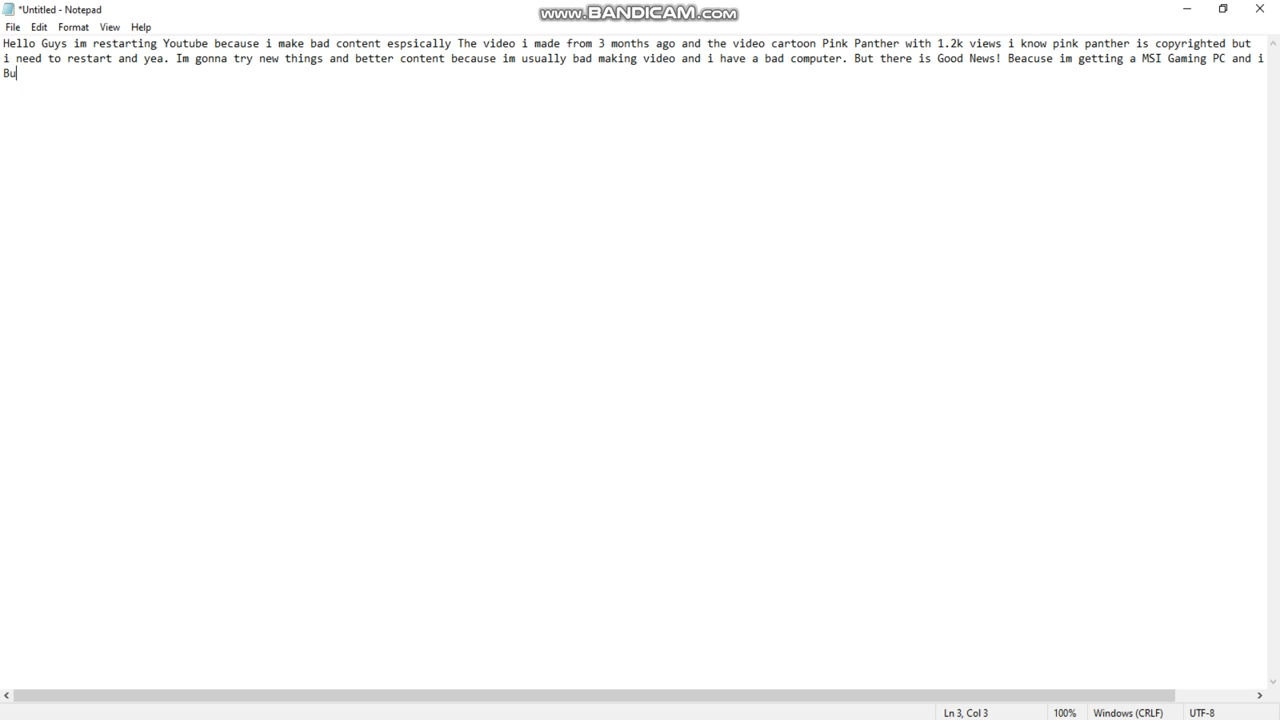 *Untitled - Notepad
www.BANDICAM.com
File Edit Format View Help
Hello Guys im restarting Youtube because i make bad content espsically The video i made from 3 months ago and the video cartoon Pink Panther with 1.2k views i know pink panther is copyrighted but
i need to restart and yea. Im gonna try new things and better content because im usually bad making video and i have a bad computer. But there is Good News! Beacuse im getting a MSI Gaming PC and i
Bu
Ln 3, Col 3 100% Windows (CRLF) UTF-8